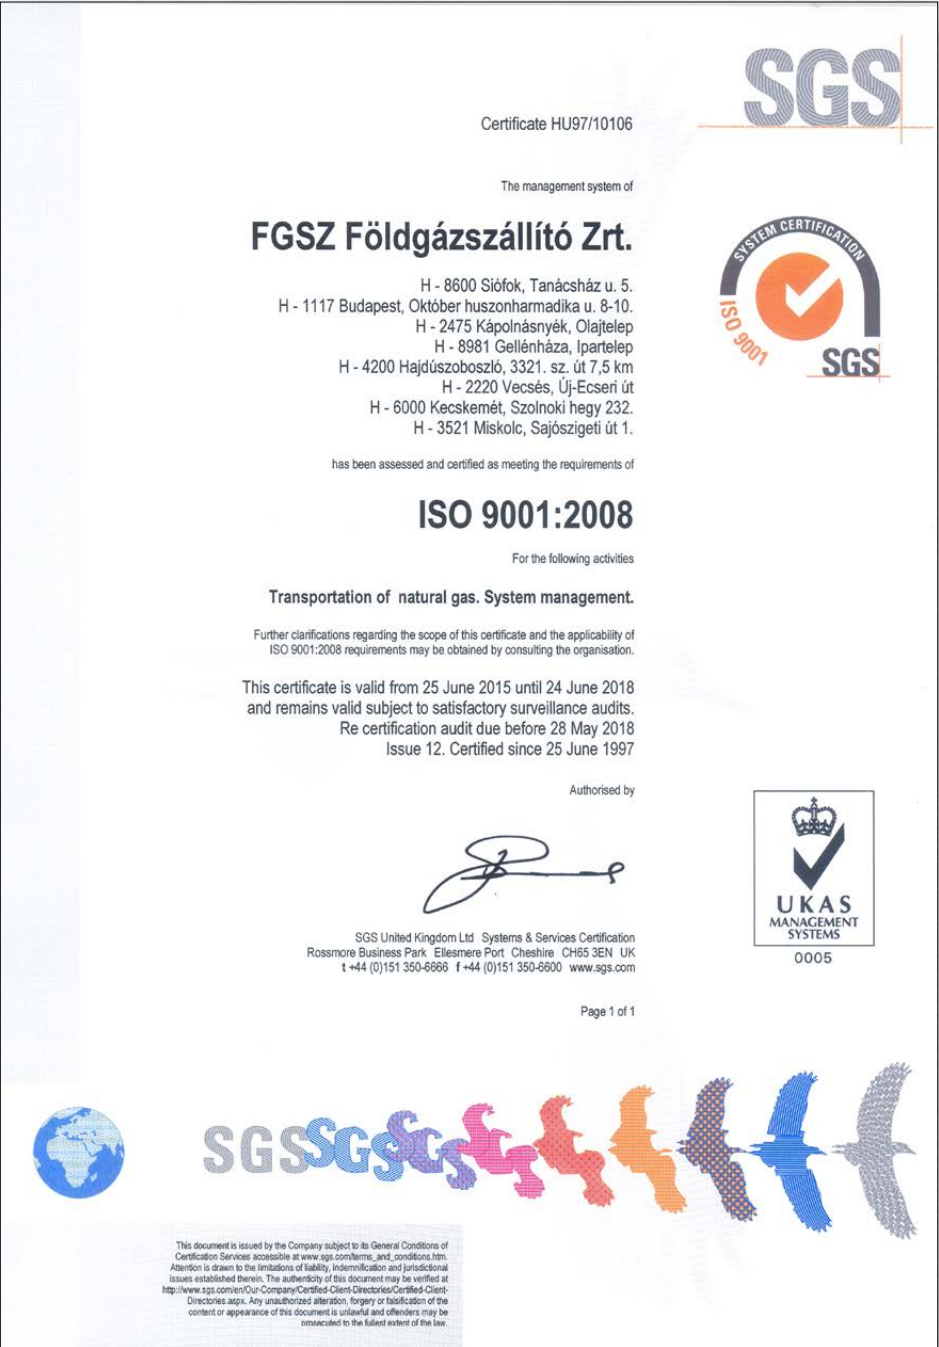 SGS
Certificate HU97/10106
The management system of
FGSZ Földgázszállító Zrt.
H - 8600 Siófok, Tanácsház u. 5.
H - 1117 Budapest, Október huszonharmadika u. 8-10.
H - 2475 Kápolnásnyék, Olajtelep
H - 8981 Gellénháza, Ipartelep
H - 4200 Hajdúszoboszló, 3321. sz. út 7,5 km
H - 2220 Vecsés, Új-Ecseri út
H - 6000 Kecskemét, Szolnoki hegy 232.
H - 3521 Miskolc, Sajószigeti út 1.
SYSTEM CERTIFICATION
ISO 9001
SGS
has been assessed and certified as meeting the requirements of
ISO 9001:2008
For the following activities
Transportation of natural gas. System management.
Further clarifications regarding the scope of this certificate and the applicability of
ISO 9001:2008 requirements may be obtained by consulting the organisation.
This certificate is valid from 25 June 2015 until 24 June 2018
and remains valid subject to satisfactory surveillance audits.
Re certification audit due before 28 May 2018
Issue 12. Certified since 25 June 1997
Authorised by
SGS United Kingdom Ltd Systems & Services Certification
Rossmore Business Park Ellesmere Port Cheshire CH65 3EN UK
t +44 (0)151 350-6666 f +44 (0)151 350-6600 www.sgs.com
UKAS
MANAGEMENT
SYSTEMS
0005
Page 1 of 1
SGS SGS SGS
This document is issued by the Company subject to its General Conditions of
Certification Services accessible at www.sgs.com/terms_and_conditions.htm.
Attention is drawn to the limitations of liability, indemnification and jurisdictional
issues established therein. The authenticity of this document may be verified at
http://www.sgs.com/en/Our-Company/Certified-Client-Directories/Certified-Client-
Directories.aspx. Any unauthorized alteration, forgery or falsification of the
content or appearance of this document is unlawful and offenders may be
prosecuted to the fullest extent of the law.